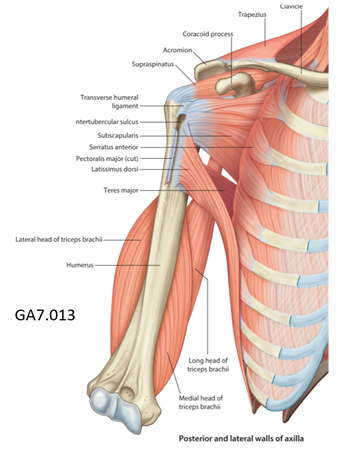 Clavicle
Trapezius
Coracoid process
Acromion
Supraspinatus
Transverse humeral
ligament
ntertubercular sulcus
Subscapularis
Serratus anterior
Pectoralis major (cut)
Latissimus dorsi
Teres major
Lateral head of triceps brachii
Humerus
GA7.013
Long head of
triceps brachii
Medial head of
triceps brachii
Posterior and lateral walls of axilla